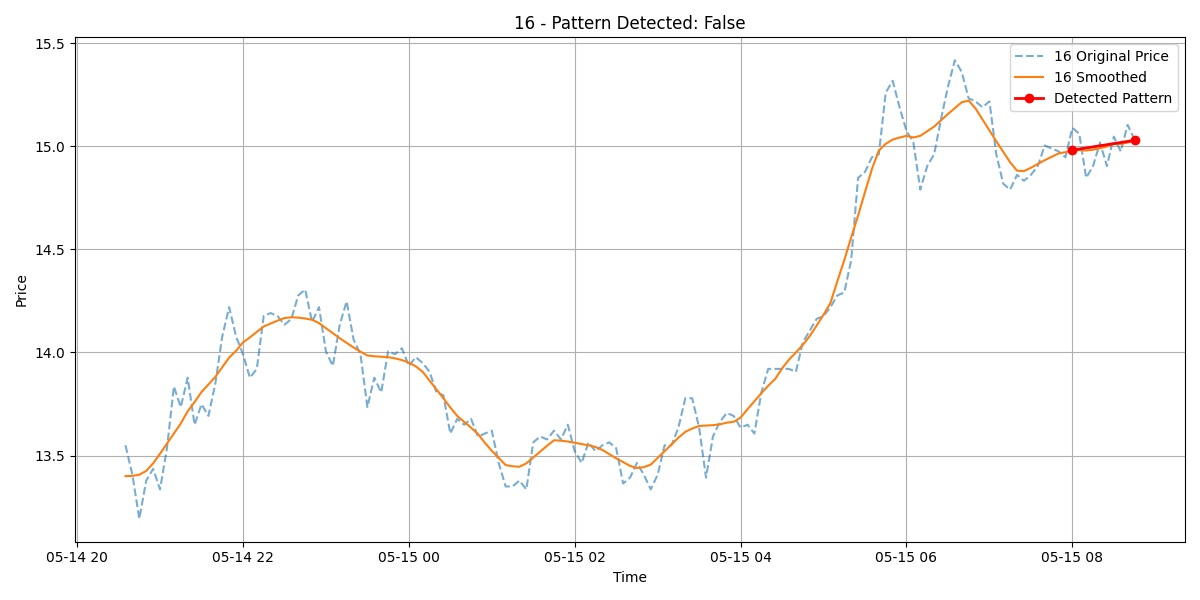 16 - Pattern Detected: False
16 Original Price
16 Smoothed
Detected Pattern
Price
15.5
15.0
14.5
14.0
13.5
05-14 20 05-14 22 05-15 00 05-15 02 05-15 04 05-15 06 05-15 08
Time